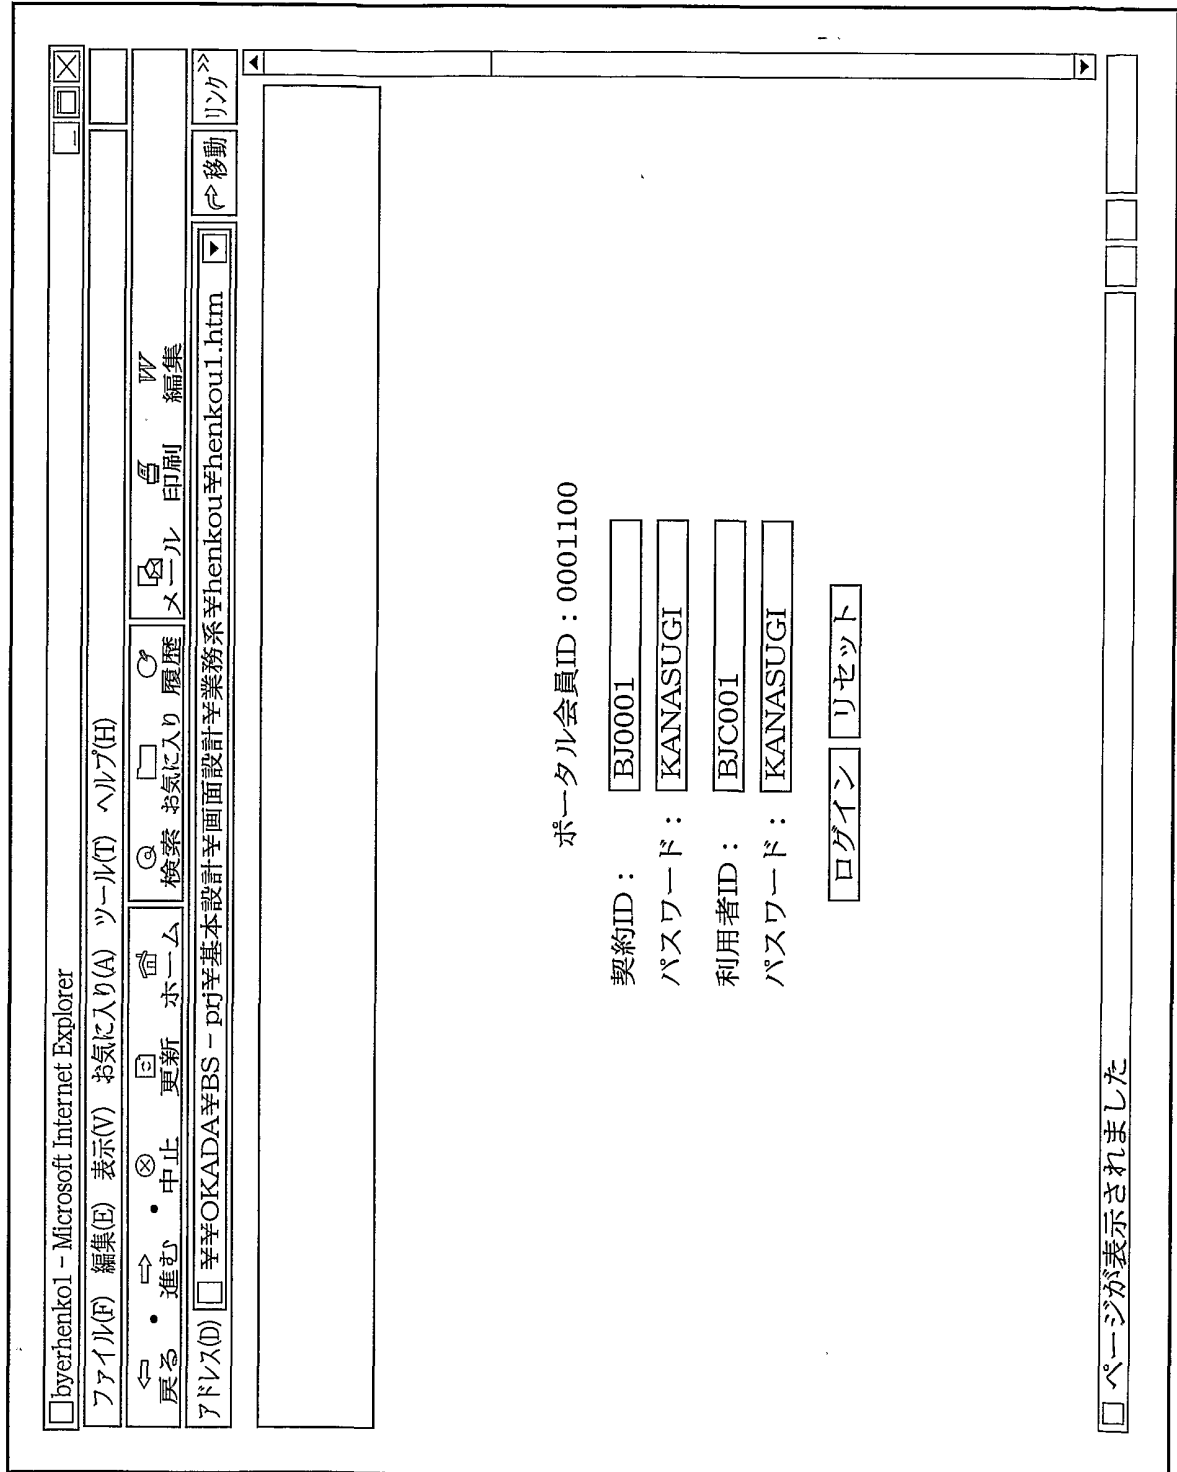 byerhenko1 - Microsoft Internet Explorer
ファイル(F) 編集(E) 表示(V) お気に入り(A) ツール(T) ヘルプ(H)
戻る 進む 中止 更新 ホーム 検索 お気に入り 履歴 メール 印刷 編集
アドレス(D) ¥¥OKADA¥BS－prj¥基本設計¥画面設計¥業務系¥henkou¥henkou1.htm 移動 リンク »
ポータル会員ID：0001100
契約ID： BJ0001
パスワード： KANASUGI
利用者ID： BJC001
パスワード： KANASUGI
ログイン リセット
ページが表示されました